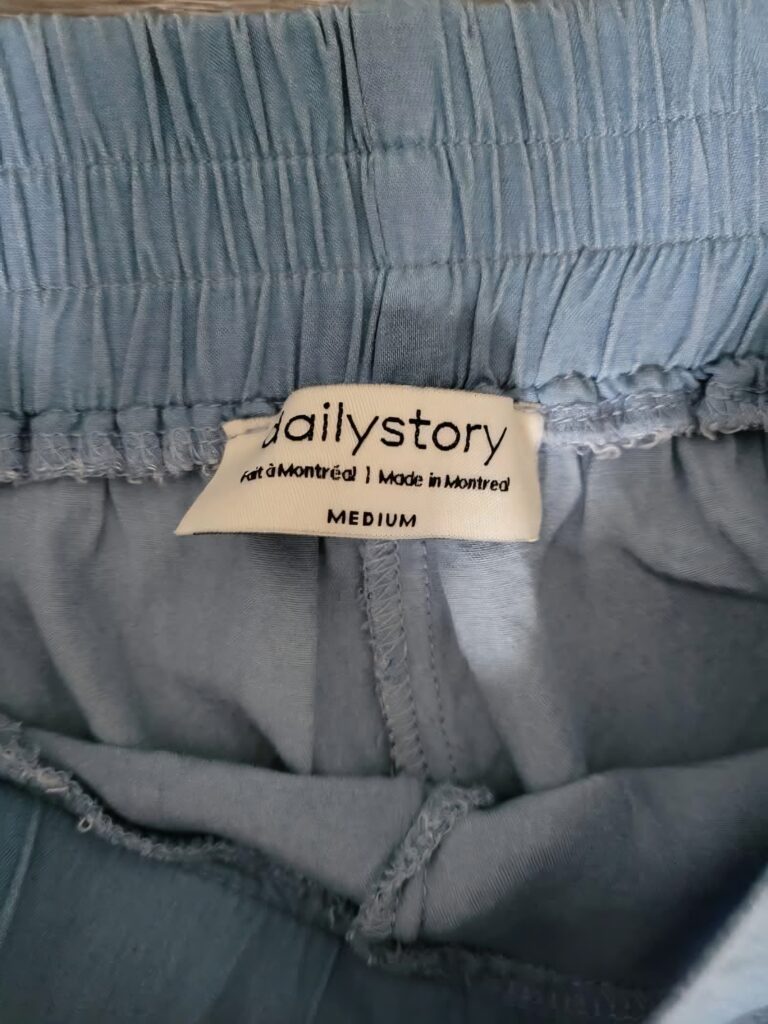 dailystory
Fait à Montréal | Made in Montreal
MEDIUM